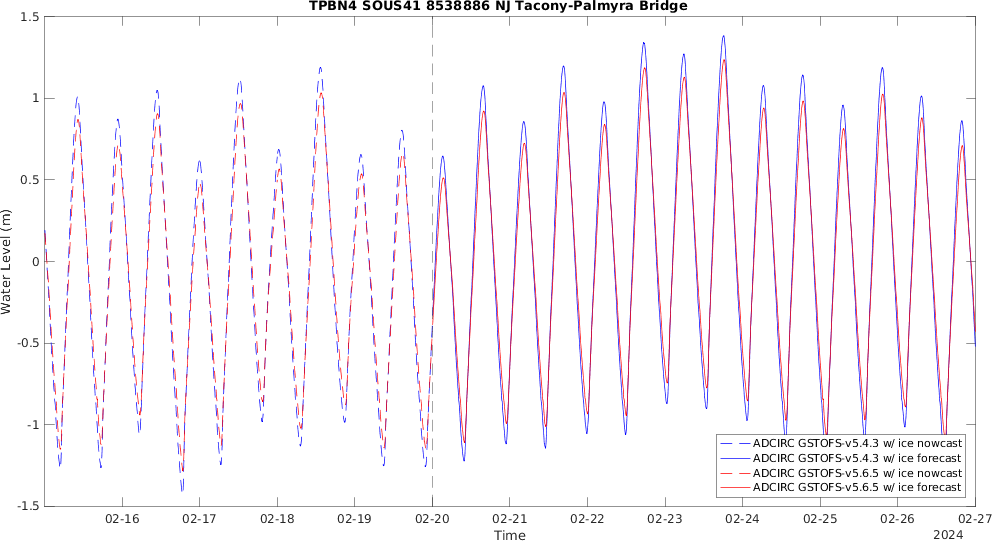 TPBN4 SOUS41 8538886 NJ Tacony-Palmyra Bridge
1.5
1
0.5
0
-0.5
-1
-1.5
Water Level (m)
ADCIRC GSTOFS-v5.4.3 w/ ice nowcast
ADCIRC GSTOFS-v5.4.3 w/ ice forecast
ADCIRC GSTOFS-v5.6.5 w/ ice nowcast
ADCIRC GSTOFS-v5.6.5 w/ ice forecast
02-16 02-17 02-18 02-19 02-20 02-21 02-22 02-23 02-24 02-25 02-26 02-27
Time
2024